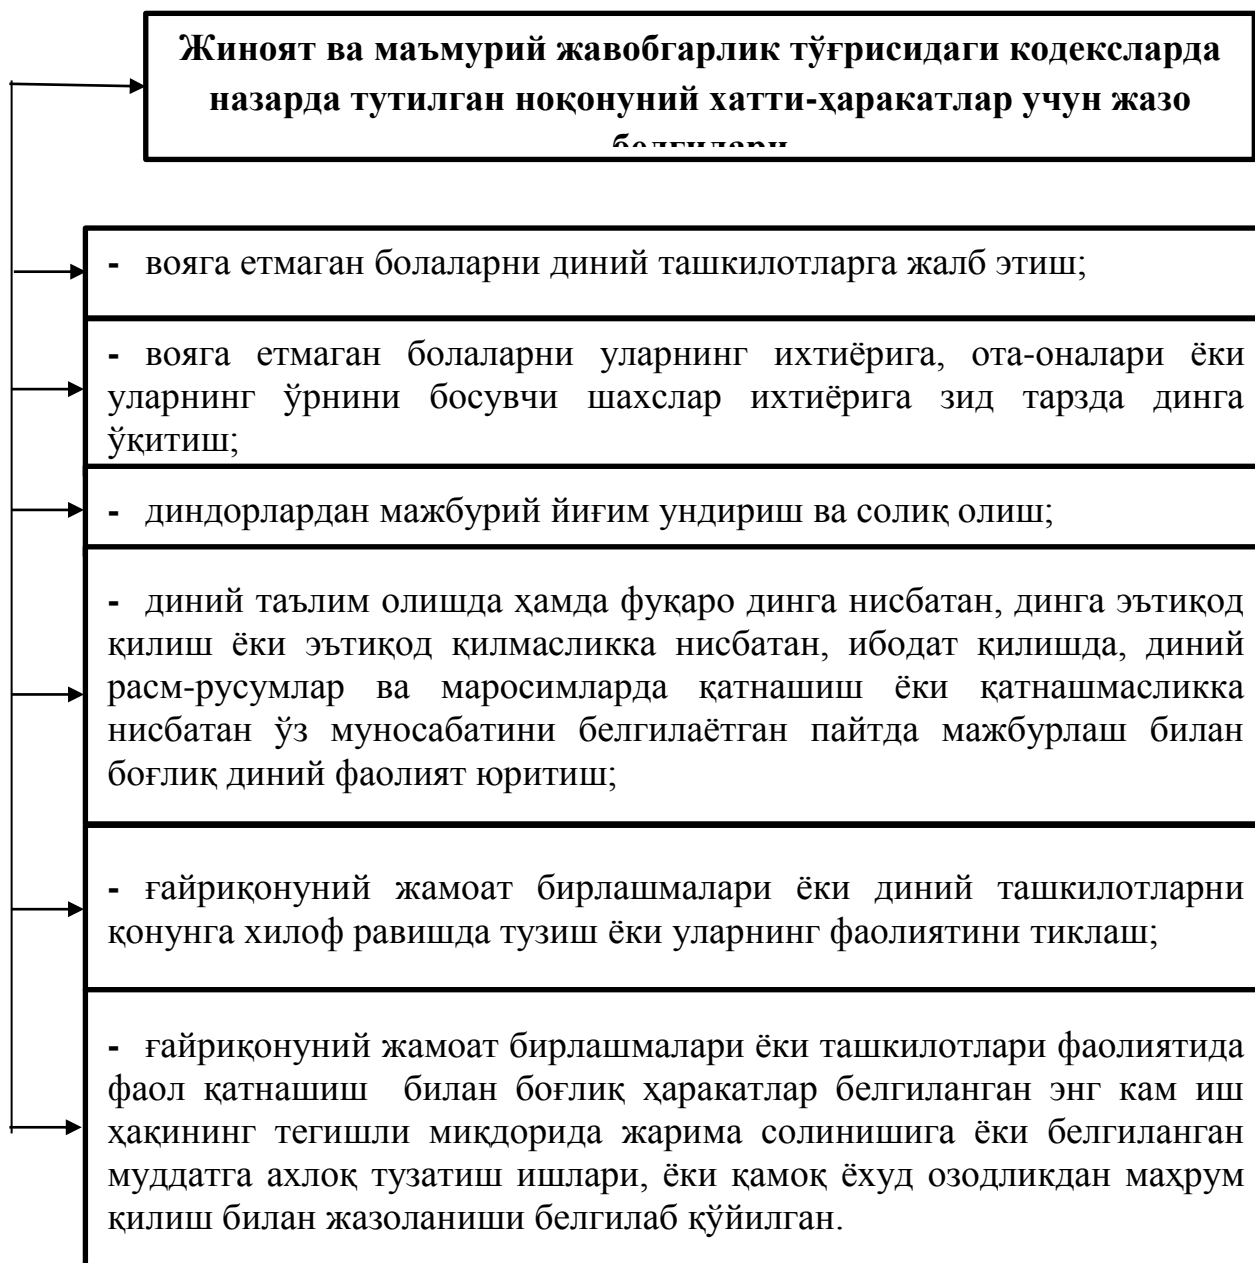 Жиноят ва маъмурий жавобгарлик тўғрисидаги кодексларда
назарда тутилган ноқонуний хатти-ҳаракатлар учун жазо
белгилари
- вояга етмаган болаларни диний ташкилотларга жалб этиш;
- вояга етмаган болаларни уларнинг ихтиёрига, ота-оналари ёки
уларнинг ўрнини босувчи шахслар ихтиёрига зид тарзда динга
ўқитиш;
- диндорлардан мажбурий йиғим ундириш ва солиқ олиш;
- диний таълим олишда ҳамда фуқаро динга нисбатан, динга эътиқод
қилиш ёки эътиқод қилмасликка нисбатан, ибодат қилишда, диний
расм-русумлар ва маросимларда қатнашиш ёки қатнашмасликка
нисбатан ўз муносабатини белгилаётган пайтда мажбурлаш билан
боғлиқ диний фаолият юритиш;
- ғайриқонуний жамоат бирлашмалари ёки диний ташкилотларни
қонунга хилоф равишда тузиш ёки уларнинг фаолиятини тиклаш;
- ғайриқонуний жамоат бирлашмалари ёки ташкилотлари фаолиятида
фаол қатнашиш билан боғлиқ ҳаракатлар белгиланган энг кам иш
ҳақининг тегишли миқдорида жарима солинишига ёки белгиланган
муддатга ахлоқ тузатиш ишлари, ёки қамоқ ёхуд озодликдан маҳрум
қилиш билан жазоланиши белгилаб қўйилган.